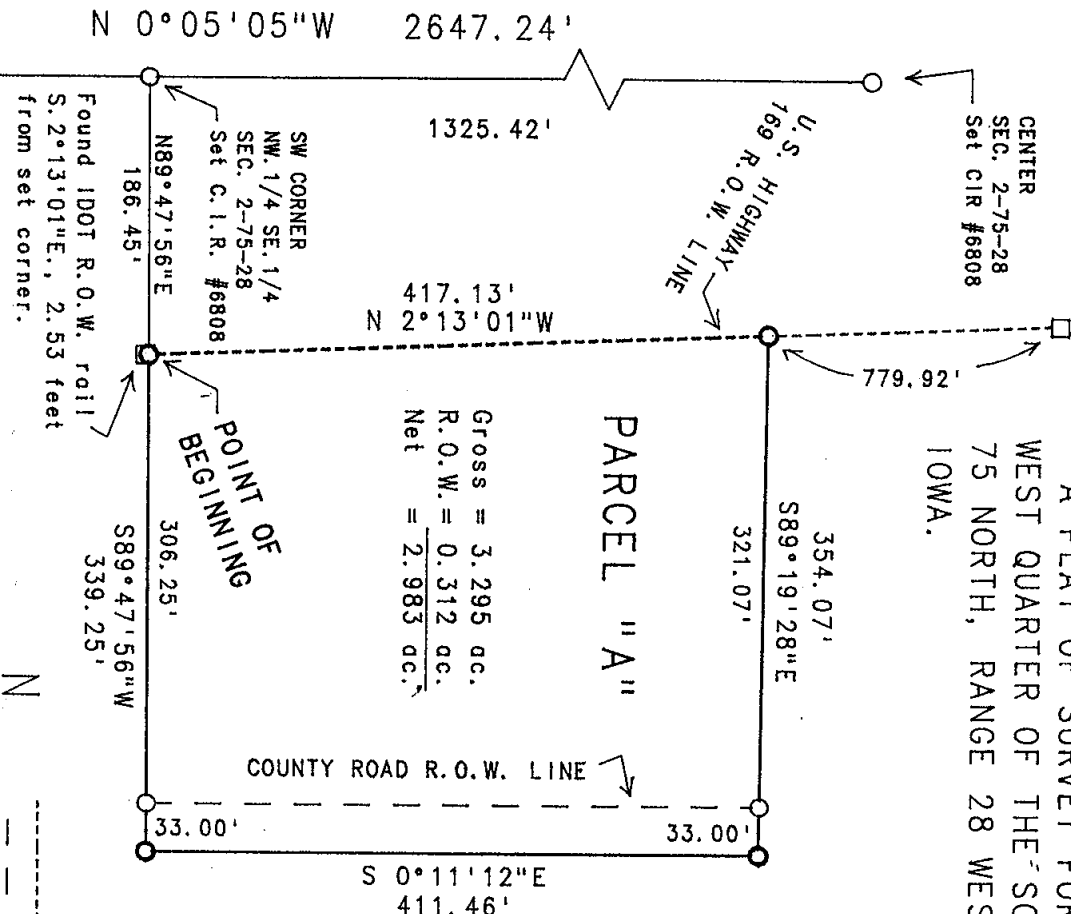 N 0°05'05"W 2647.24'
1325.42'
CENTER
SEC. 2-75-28
Set CIR #6808
U.S. HIGHWAY
169 R.O.W. LINE
SW CORNER
NW. 1/4 SE. 1/4
SEC. 2-75-28
Set C.I.R. #6808
N89°47'56"E
186.45'
Found IDOT R.O.W. rail
S.2°13'01"E., 2.53 feet
from set corner.
417.13'
N 2°13'01"W
779.92'
A PLAT OF SURVEY FOR
WEST QUARTER OF THE SO
75 NORTH, RANGE 28 WES
IOWA.
POINT OF
BEGINNING
PARCEL "A"
Gross = 3.295 ac.
R.O.W. = 0.312 ac.
Net = 2.983 ac.
354.07'
S89°19'28"E
321.07'
306.25'
S89°47'56"W
339.25'
COUNTY ROAD R.O.W. LINE
33.00'
33.00'
S 0°11'12"E
411.46'
N